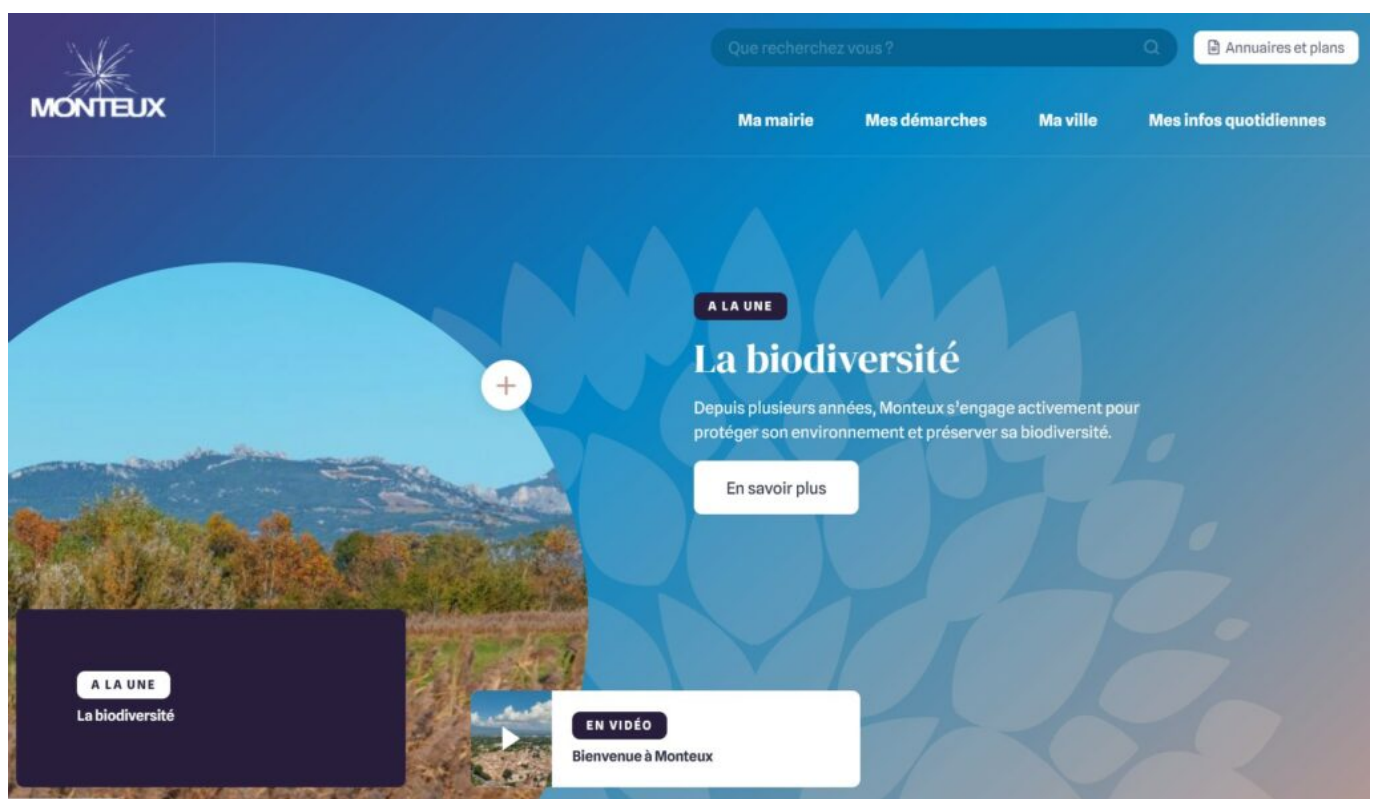 MONTEUX
Que recherchez vous ?
Annuaires et plans
Ma mairie
Mes démarches
Ma ville
Mes infos quotidiennes
A LA UNE
La biodiversité
Depuis plusieurs années, Monteux s'engage activement pour
protéger son environnement et préserver sa biodiversité.
En savoir plus
A LA UNE
La biodiversité
EN VIDÉO
Bienvenue à Monteux